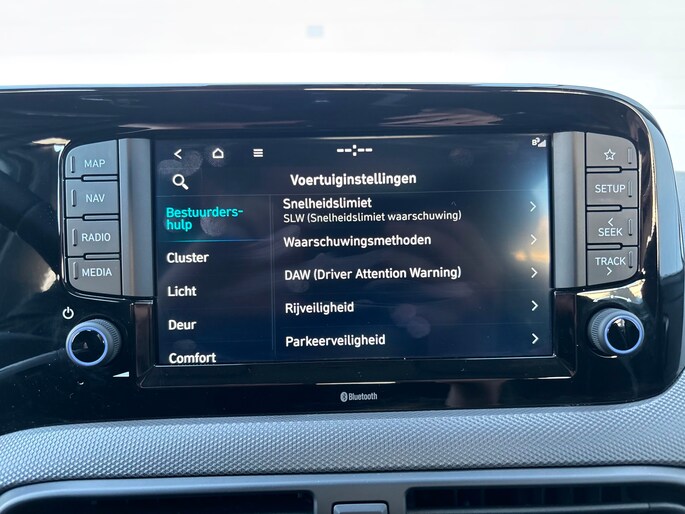 MAP
NAV
RADIO
MEDIA
--:--
Voertuiginstellingen
Bestuurders-
hulp
Cluster
Licht
Deur
Comfort
Snelheidslimiet
SLW (Snelheidslimiet waarschuwing)
Waarschuwingsmethoden
DAW (Driver Attention Warning)
Rijveiligheid
Parkeerveiligheid
SETUP
SEEK
TRACK
Bluetooth